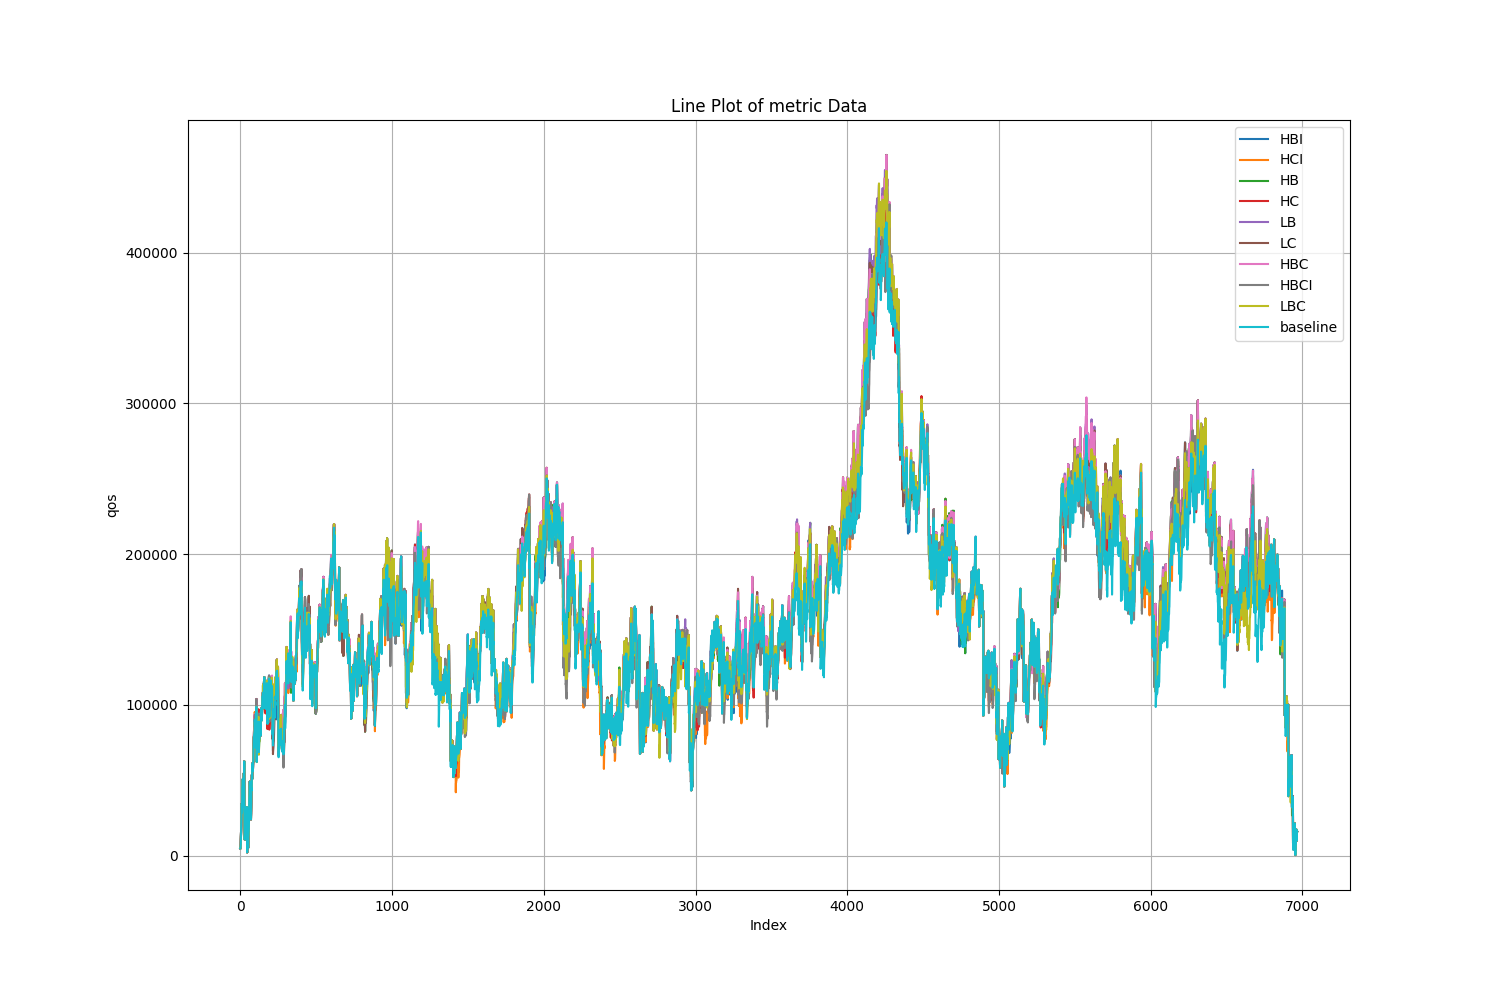 Line Plot of metric Data
HBI
HCI
HB
HC
LB
LC
HBC
HBCI
LBC
baseline
400000
300000
200000
100000
0
qos
0 1000 2000 3000 4000 5000 6000 7000
Index